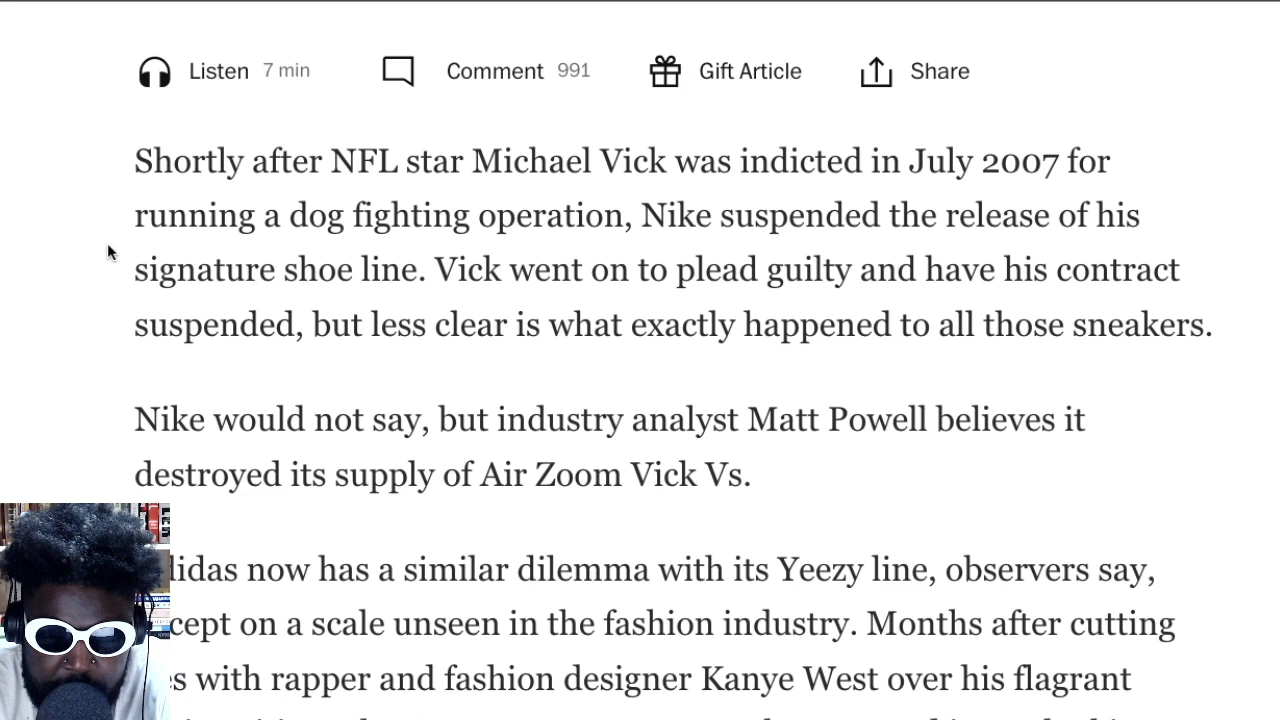 Listen 7 min Comment 991 Gift Article Share
Shortly after NFL star Michael Vick was indicted in July 2007 for
running a dog fighting operation, Nike suspended the release of his
signature shoe line. Vick went on to plead guilty and have his contract
suspended, but less clear is what exactly happened to all those sneakers.
Nike would not say, but industry analyst Matt Powell believes it
destroyed its supply of Air Zoom Vick Vs.
now has a similar dilemma with its Yeezy line, observers say,
on a scale unseen in the fashion industry. Months after cutting
with rapper and fashion designer Kanye West over his flagrant